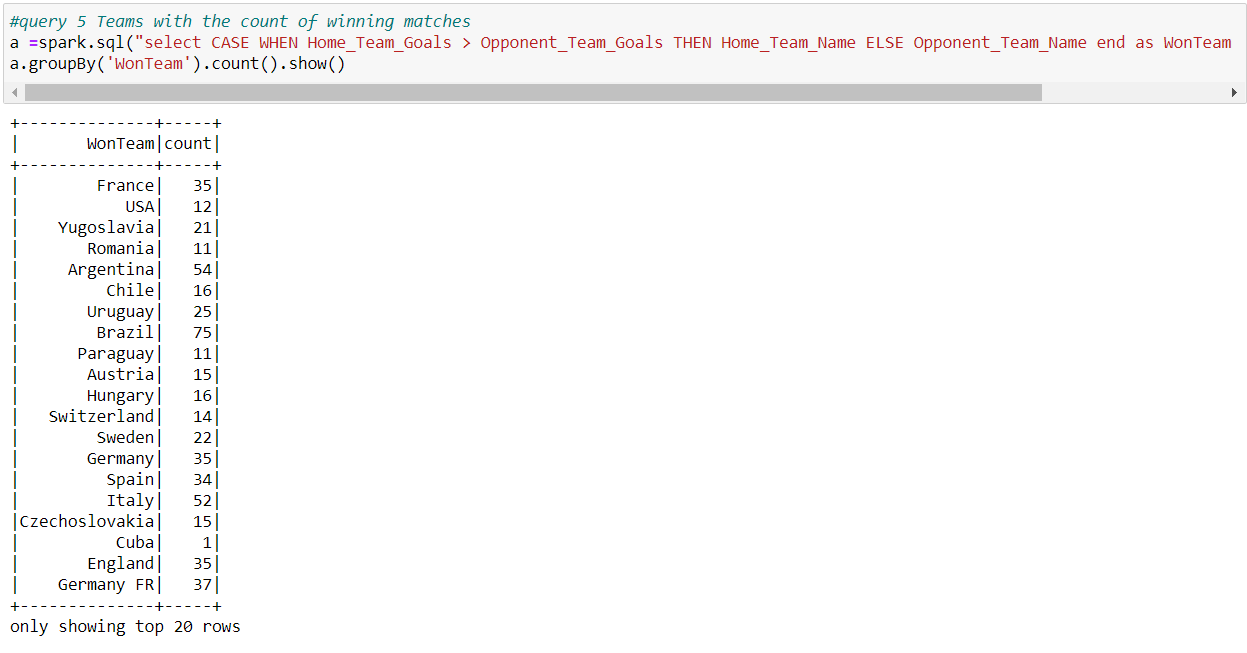 #query 5 Teams with the count of winning matches
a =spark.sql("select CASE WHEN Home_Team_Goals > Opponent_Team_Goals THEN Home_Team_Name ELSE Opponent_Team_Name end as WonTeam
a.groupBy('WonTeam').count().show()
+--------------+-----+
|       WonTeam|count|
+--------------+-----+
|        France|   35|
|           USA|   12|
|    Yugoslavia|   21|
|       Romania|   11|
|     Argentina|   54|
|         Chile|   16|
|       Uruguay|   25|
|        Brazil|   75|
|      Paraguay|   11|
|       Austria|   15|
|       Hungary|   16|
|   Switzerland|   14|
|        Sweden|   22|
|       Germany|   35|
|         Spain|   34|
|         Italy|   52|
|Czechoslovakia|   15|
|          Cuba|    1|
|       England|   35|
|    Germany FR|   37|
+--------------+-----+
only showing top 20 rows